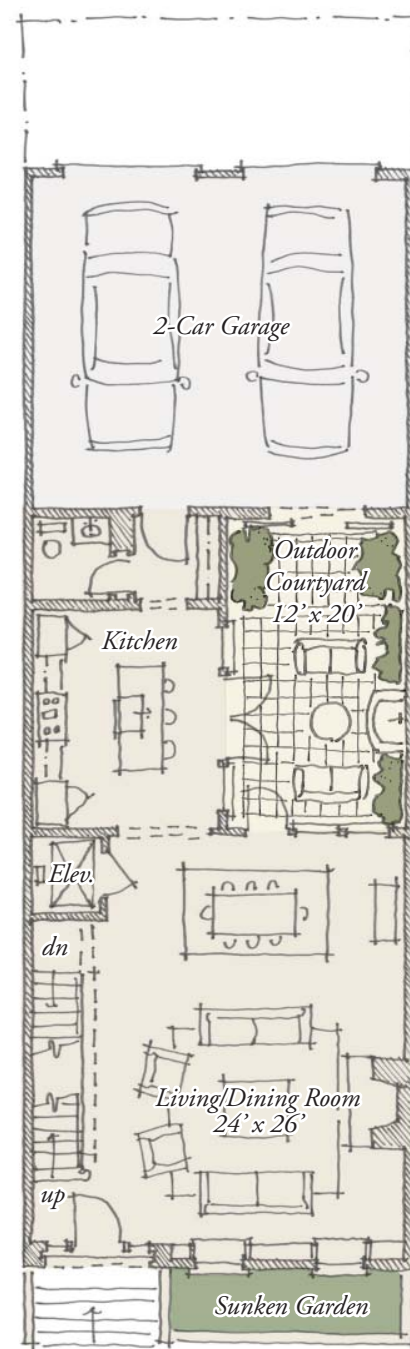 2-Car Garage
Outdoor
Courtyard
12’ x 20’
Kitchen
Elev.
dn
Living/Dining Room
24’ x 26’
up
Sunken Garden